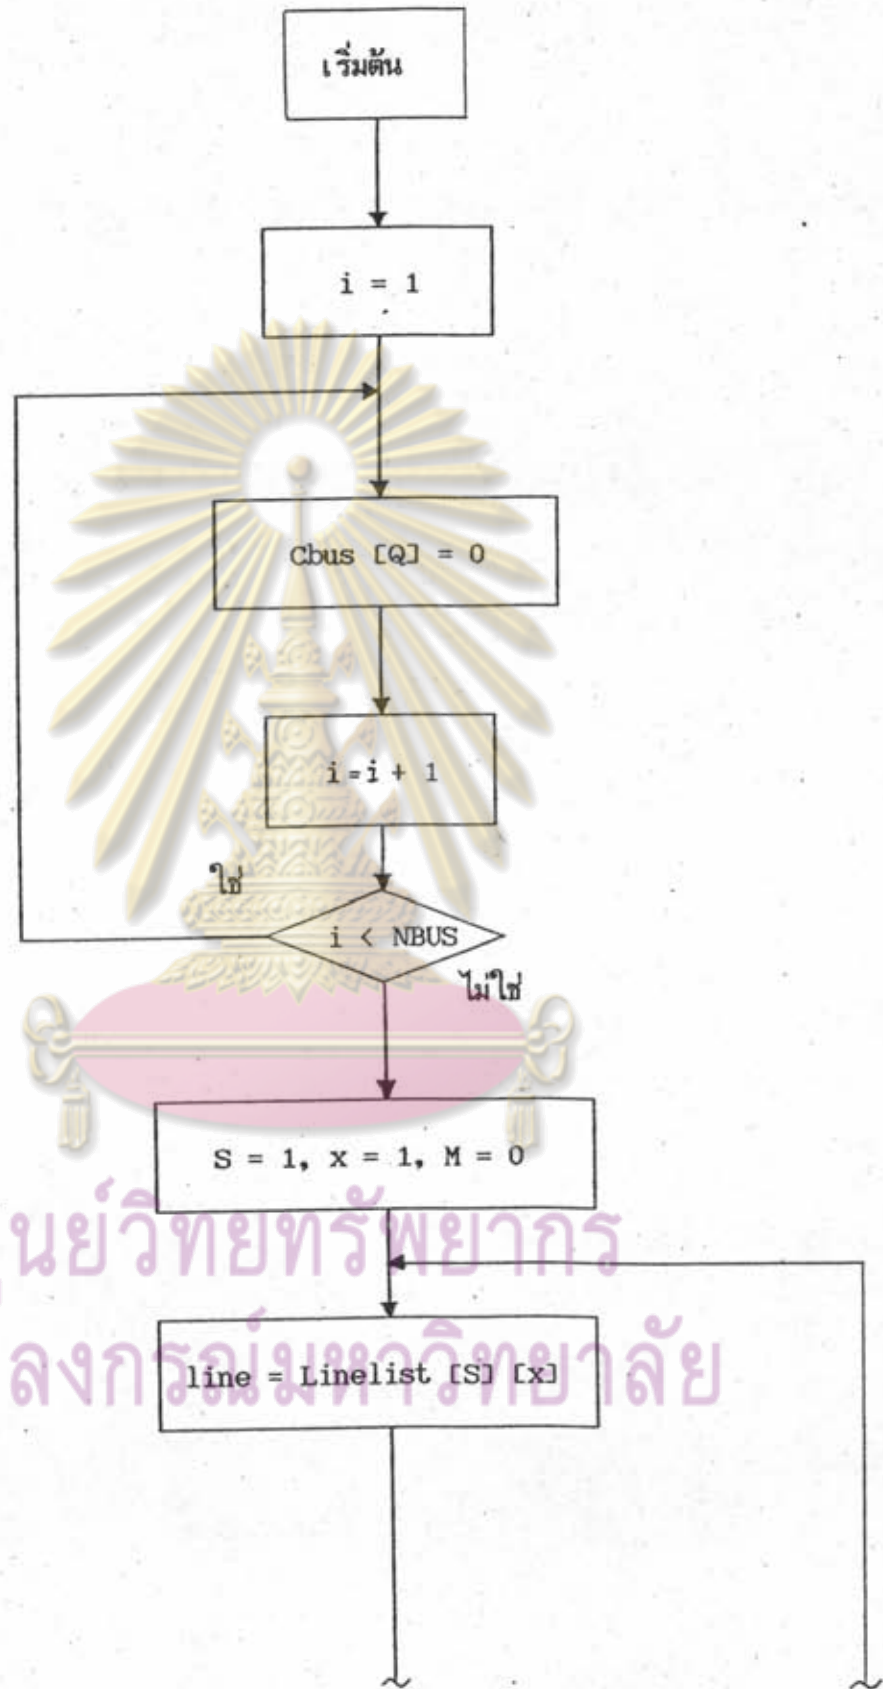 เริ่มต้น
i = 1
Cbus [Q] = 0
i = i + 1
ใช่
i < NBUS
ไม่ใช่
S = 1, x = 1, M = 0
นย์วิทยทรัพยากร
ลงกรณ์มหาวิทยาลัย
line = Linelist [S] [x]